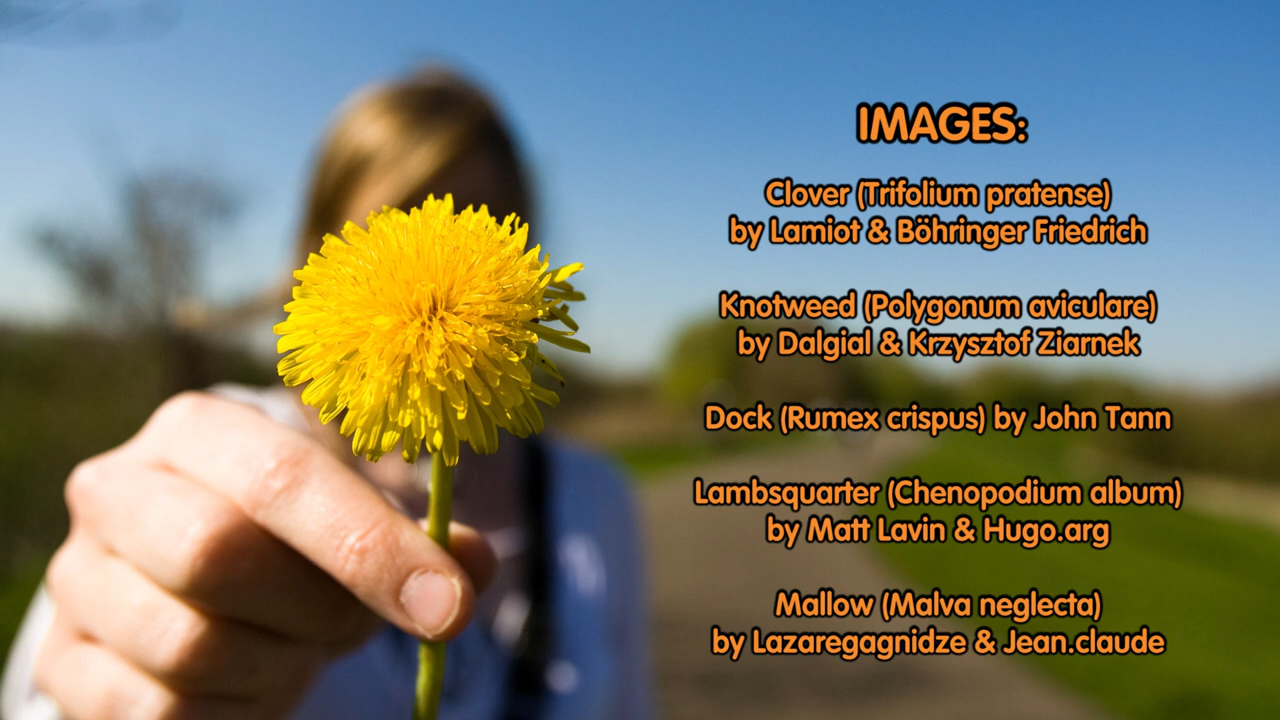 IMAGES:
Clover (Trifolium pratense)
by Lamiot & Böhringer Friedrich
Knotweed (Polygonum aviculare)
by Dalgial & Krzysztof Ziarnek
Dock (Rumex crispus) by John Tann
Lambsquarter (Chenopodium album)
by Matt Lavin & Hugo.arg
Mallow (Malva neglecta)
by Lazaregagnidze & Jean.claude